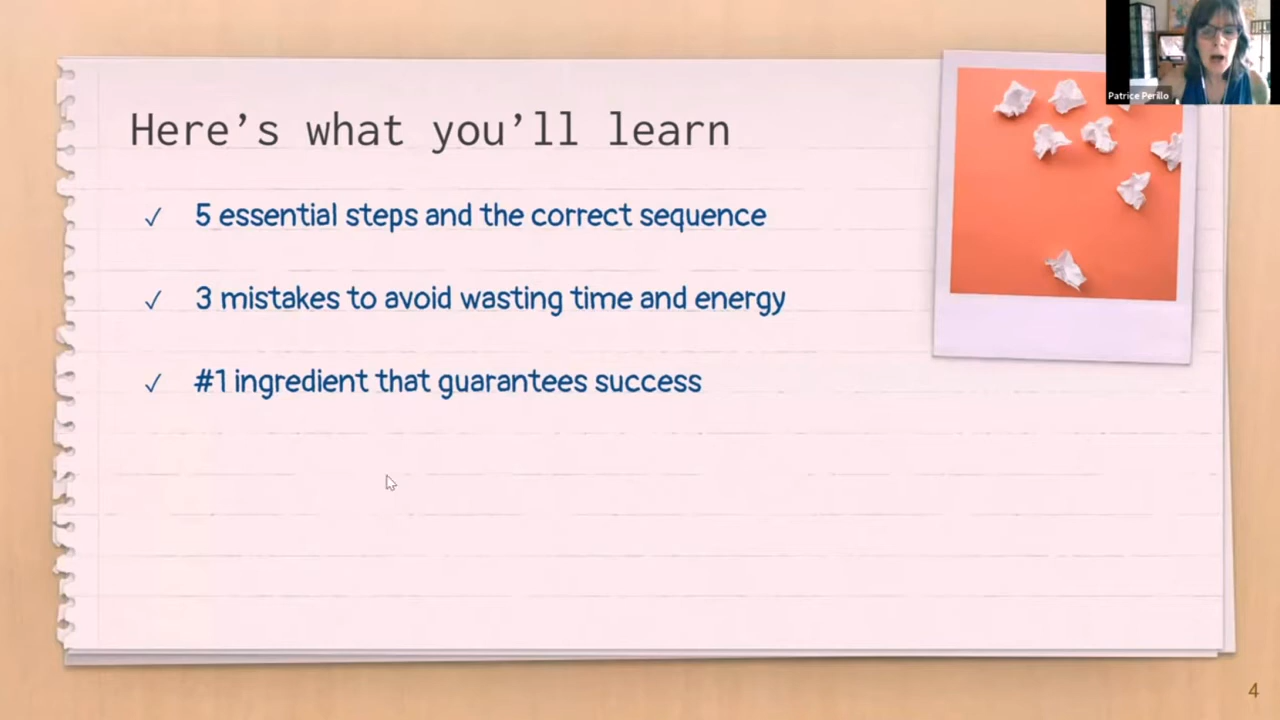 Patrice Perillo
Here’s what you’ll learn
✓ 5 essential steps and the correct sequence
✓ 3 mistakes to avoid wasting time and energy
✓ #1 ingredient that guarantees success
4